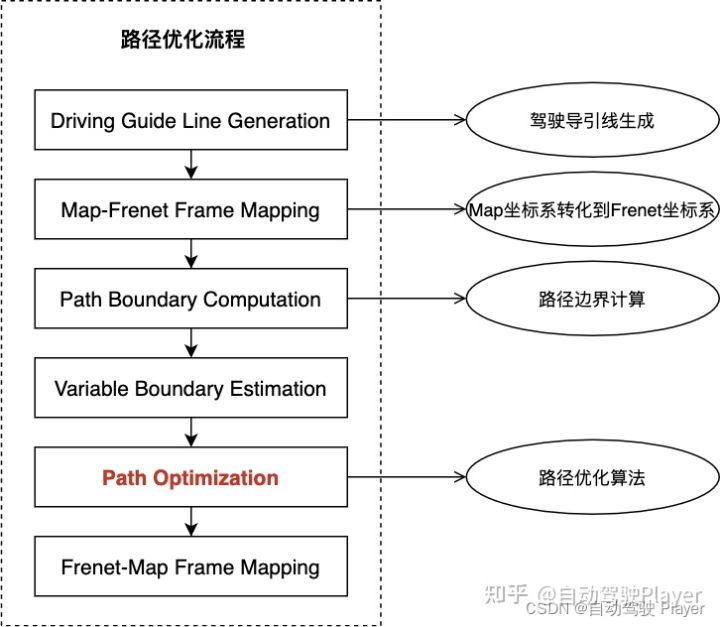 路径优化流程
Driving Guide Line Generation
驾驶导引线生成
Map-Frenet Frame Mapping
Map坐标系转化到Frenet坐标系
Path Boundary Computation
路径边界计算
Variable Boundary Estimation
Path Optimization
路径优化算法
Frenet-Map Frame Mapping
知乎 @自动驾驶Player
CSDN @自动驾驶 Player